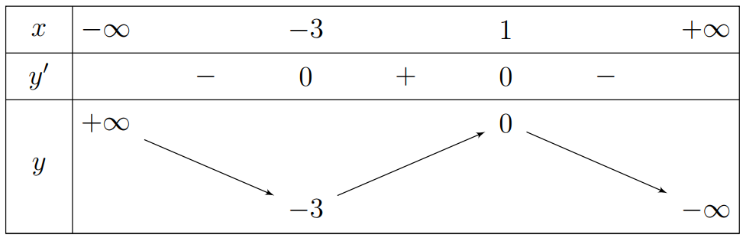 x −∞ −3 1 +∞
y′ − 0 + 0 −
+∞ 0
y
−3 −∞